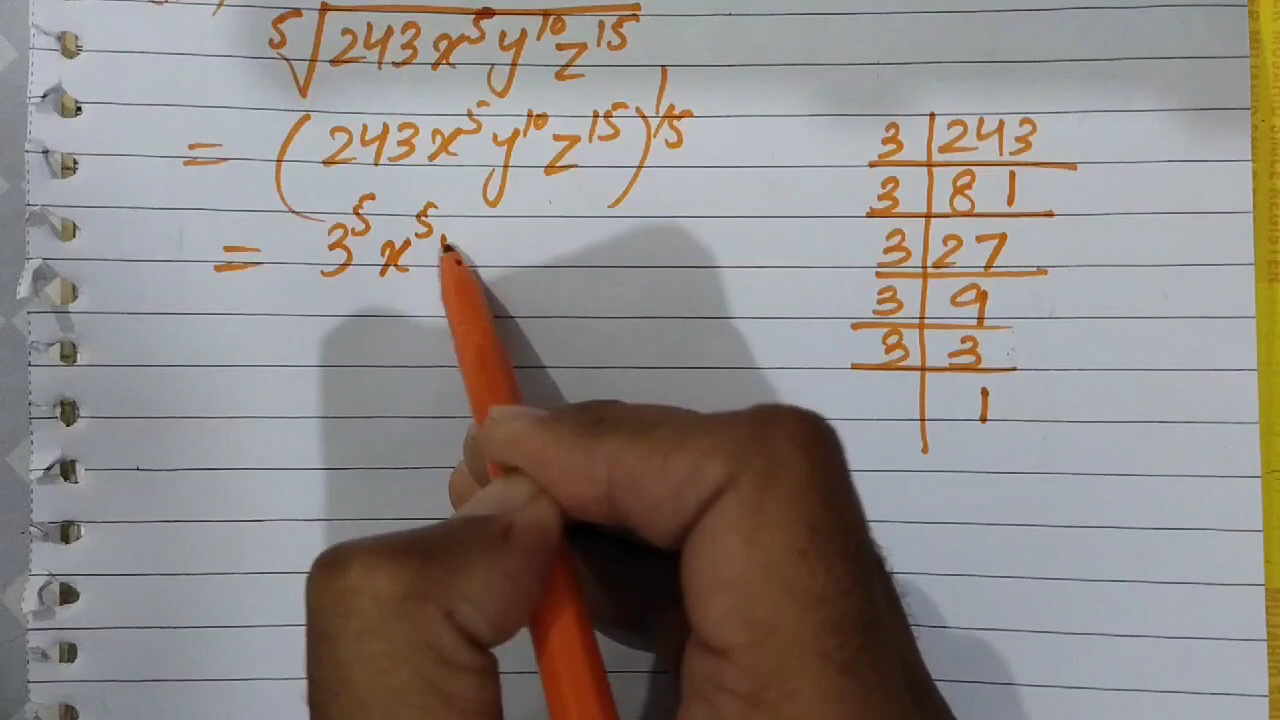 ⁵√243x⁵y¹⁰z¹⁵
= (243x⁵y¹⁰z¹⁵)^1/5
= 3⁵x⁵
3 | 243
3 | 81
3 | 27
3 | 9
3 | 3
| 1